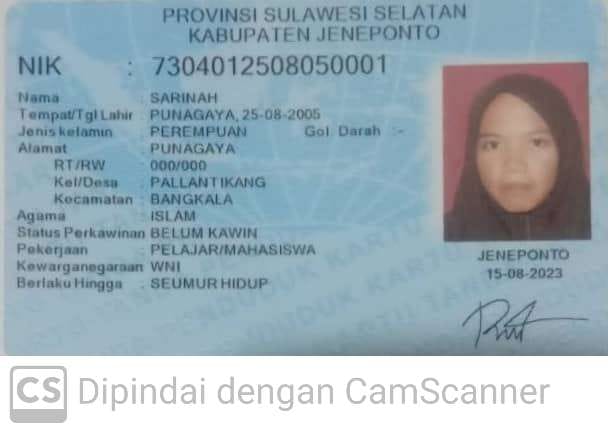 PROVINSI SULAWESI SELATAN
KABUPATEN JENEPONTO
NIK : 7304012508050001
Nama : SARINAH
Tempat/Tgl Lahir : PUNAGAYA, 25-08-2005
Jenis kelamin : PEREMPUAN Gol. Darah :-
Alamat : PUNAGAYA
RT/RW : 000/000
Kel/Desa : PALLANTIKANG
Kecamatan : BANGKALA
Agama : ISLAM
Status Perkawinan BELUM KAWIN
Pekerjaan : PELAJAR/MAHASISWA
Kewarganegaraan WNI
Berlaku Hingga : SEUMUR HIDUP
JENEPONTO
15-08-2023
CS Dipindai dengan CamScanner